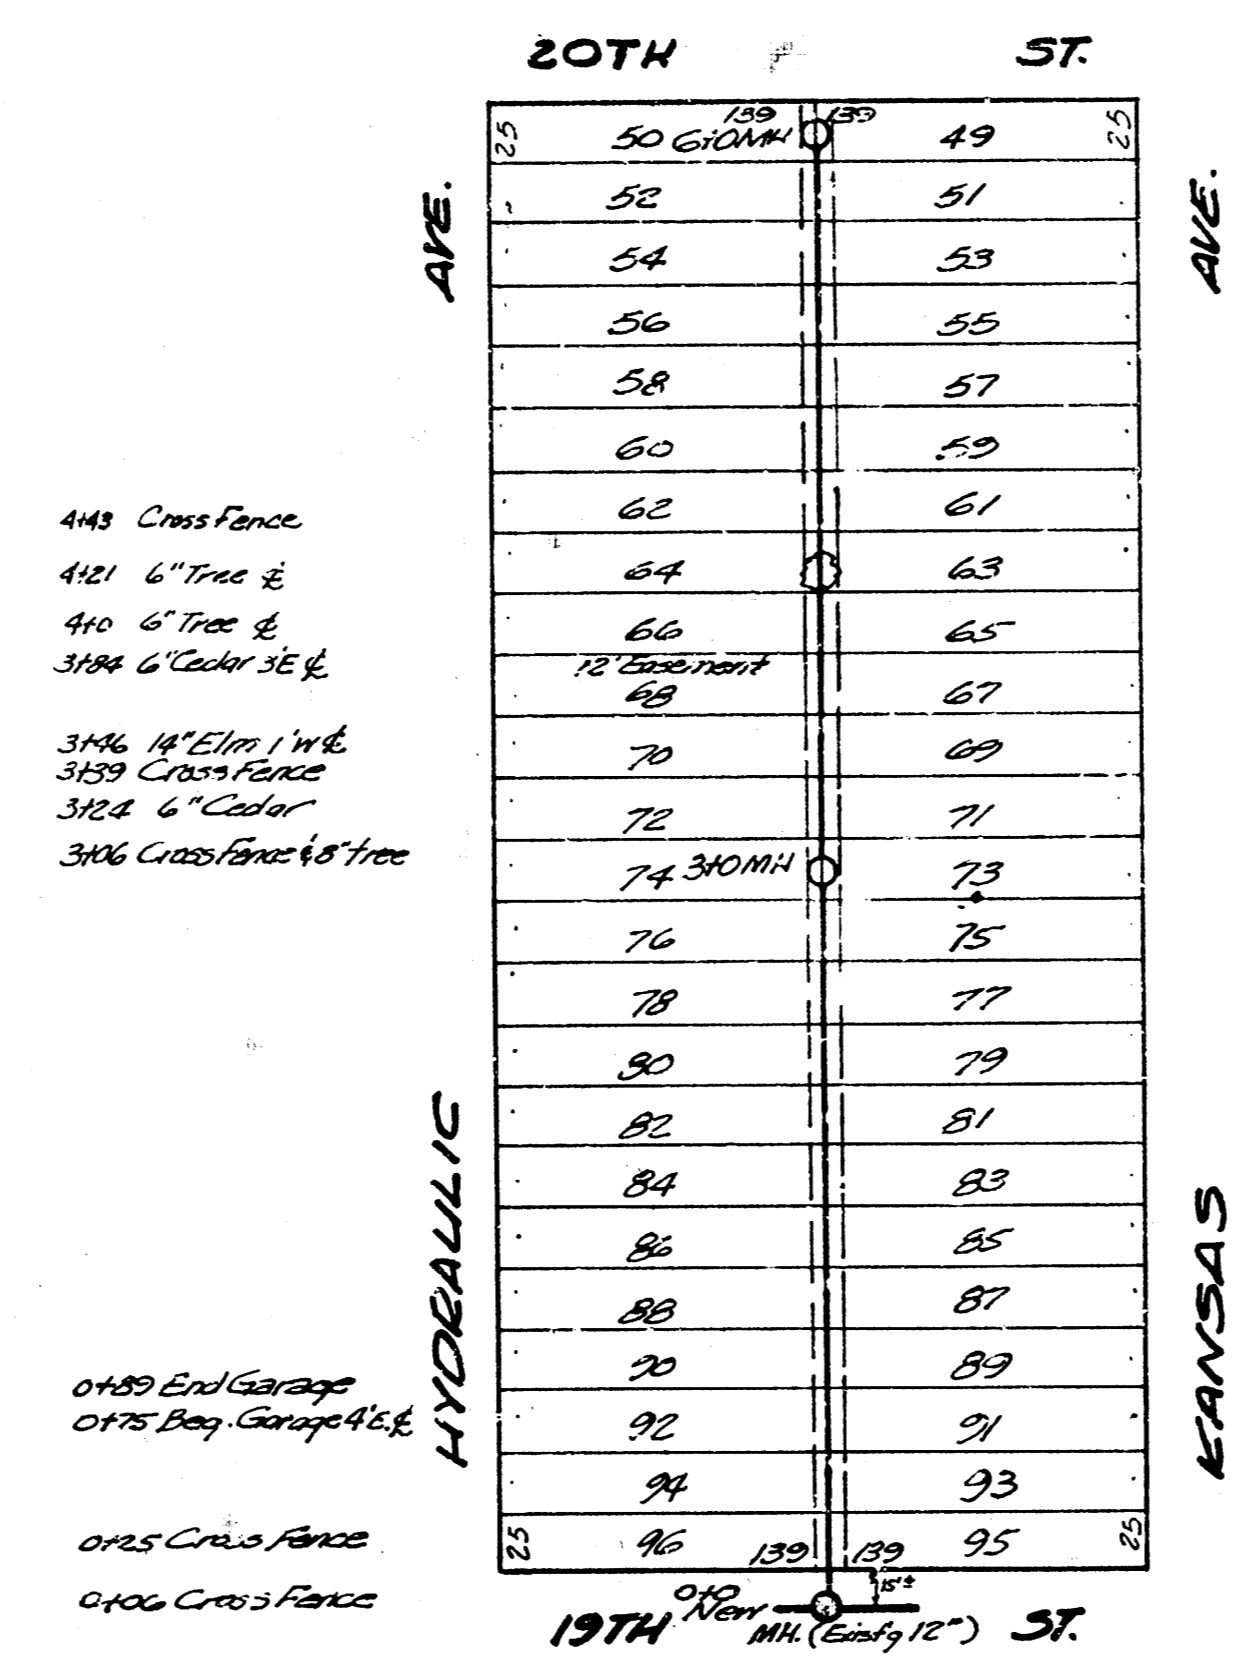 20TH ST.
139 139
25 50 6+0 MH 49 25
52 51
AVE. AVE.
54 53
56 55
58 57
60 59
62 61
4+43 Cross Fence
4+21 6" Tree ℄
64 63
4+0 6" Tree ℄
66 65
3+84 6" Cedar 3'E ℄
12' Easement
68 67
3+46 14" Elm 1'W ℄
3+39 Cross Fence
70 69
3+24 6" Cedar
72 71
3+06 Cross Fence & 8" tree
74 3+0 MH 73
76 75
78 77
80 79
82 81
84 83
HYDRAULIC
86 85
88 87
KANSAS
90 89
0+89 End Garage
0+75 Beg. Garage 4'E. ℄
92 91
94 93
0+25 Cross Fence
25 96 139 139 95 25
0+06 Cross Fence
0+0 15'±
New
19TH MH. (Exist'g 12") ST.